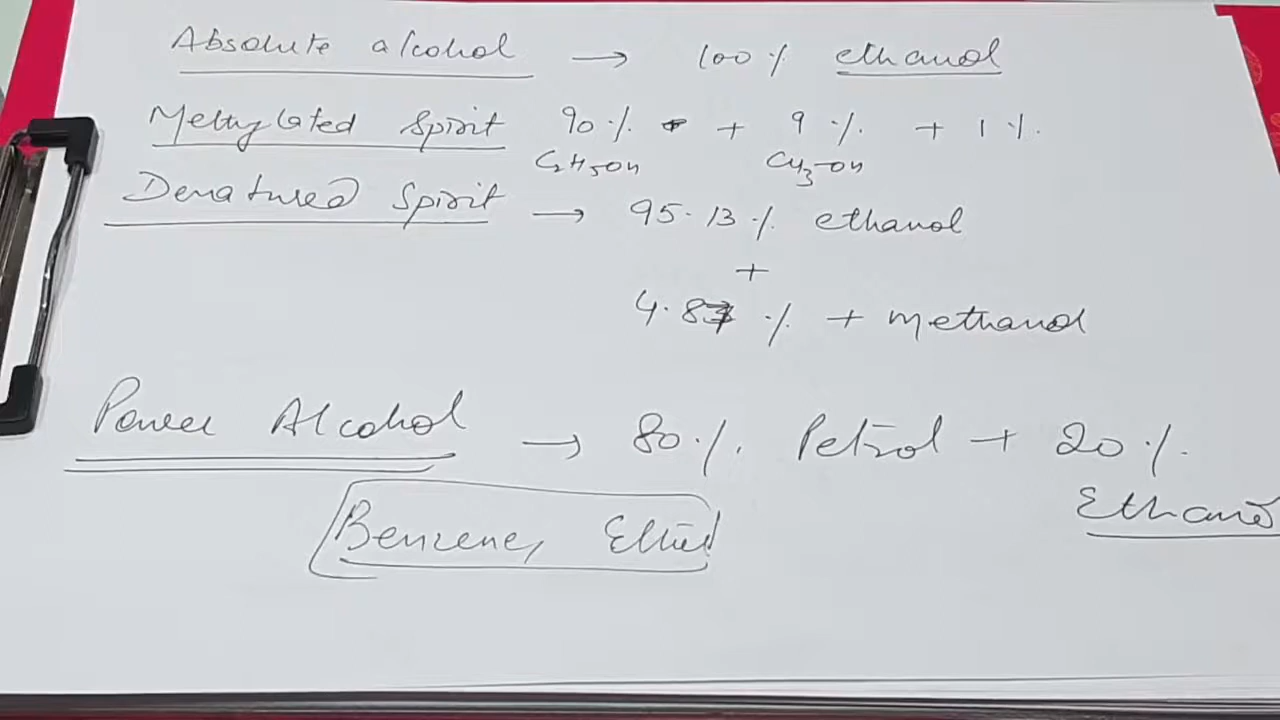 Absolute alcohol → 100% ethanol
Methylated Spirit 90% + 9% + 1%.
C2H5OH CH3-OH
Denatured Spirit → 95.13% ethanol
+
4.87% + methanol
Power Alcohol → 80%. Petrol + 20%.
Ethanol
Benzene,